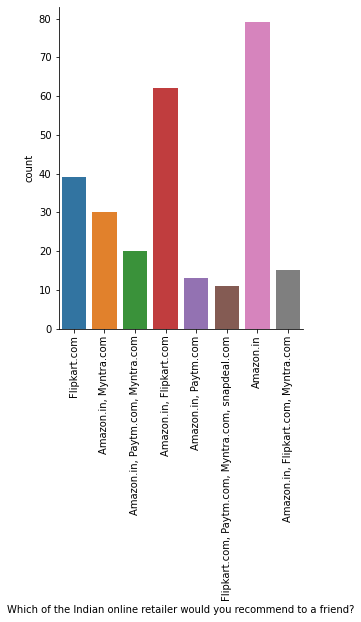 80
70
60
50
40
30
20
10
0
count
Flipkart.com
Amazon.in, Myntra.com
Amazon.in, Paytm.com, Myntra.com
Amazon.in, Flipkart.com
Amazon.in, Paytm.com
Flipkart.com, Paytm.com, Myntra.com, snapdeal.com
Amazon.in
Amazon.in, Flipkart.com, Myntra.com
Which of the Indian online retailer would you recommend to a friend?